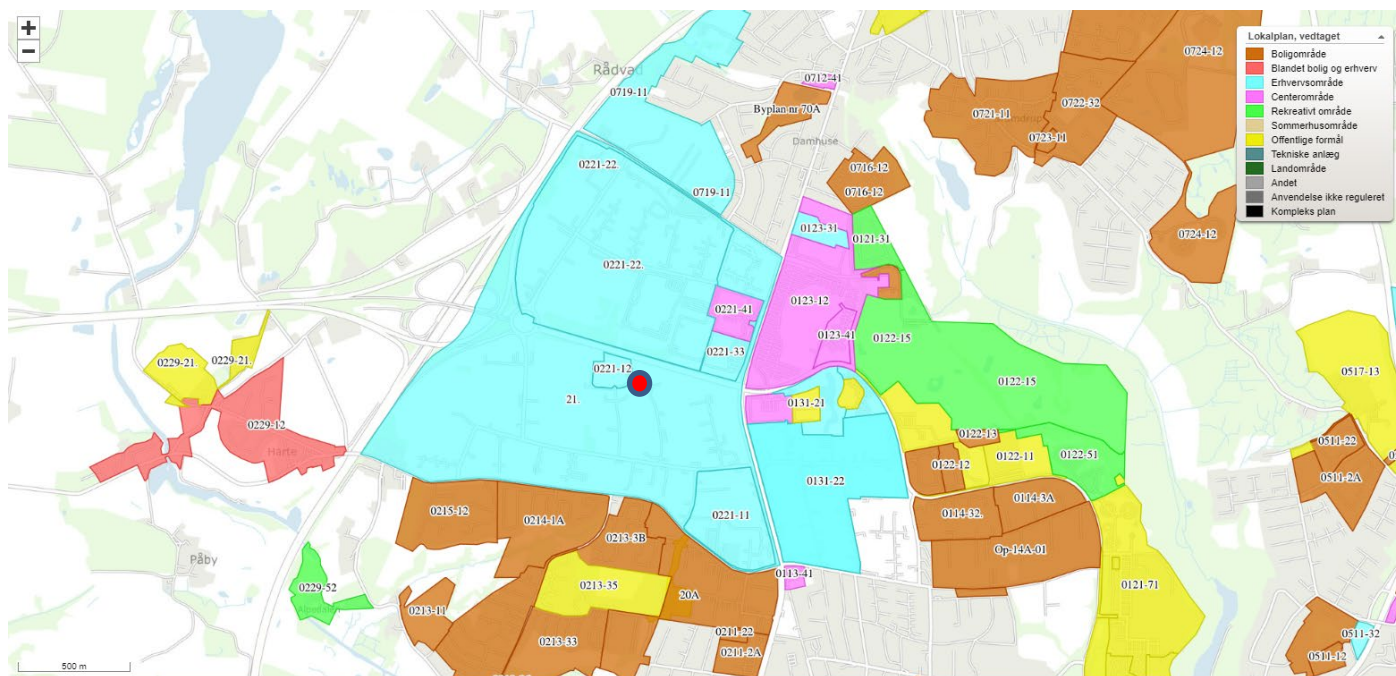 +
−
Lokalplan, vedtaget
Boligområde
Blandet bolig og erhverv
Erhvervsområde
Centerområde
Rekreativt område
Sommerhusområde
Offentlige formål
Tekniske anlæg
Landområde
Andet
Anvendelse ikke reguleret
Kompleks plan
0724-12
Rådvad
0712-41
0719-11
0722-32
Byplan nr 70A
0721-11
0723-11
Damhuse
0221-22.
0716-12
0719-11
0716-12
0123-31
0121-31
0724-12
0221-22.
0123-12
0221-41
0123-41
0122-15
0221-33
0229-21.
0229-21.
0221-12
0122-15
0517-13
21.
0131-21
0229-12
0122-13
0511-22
Harte
0122-12
0122-11
0122-51
0511-2A
0131-22
0114-3A
0215-12
0221-11
0114-32.
0214-1A
0213-3B
Op-14A-01
Påby
0113-41
0229-52
0213-35
0121-71
20A
Alpedalen
0213-11
0211-22
0511-32
0213-33
0211-2A
0511-12
500 m